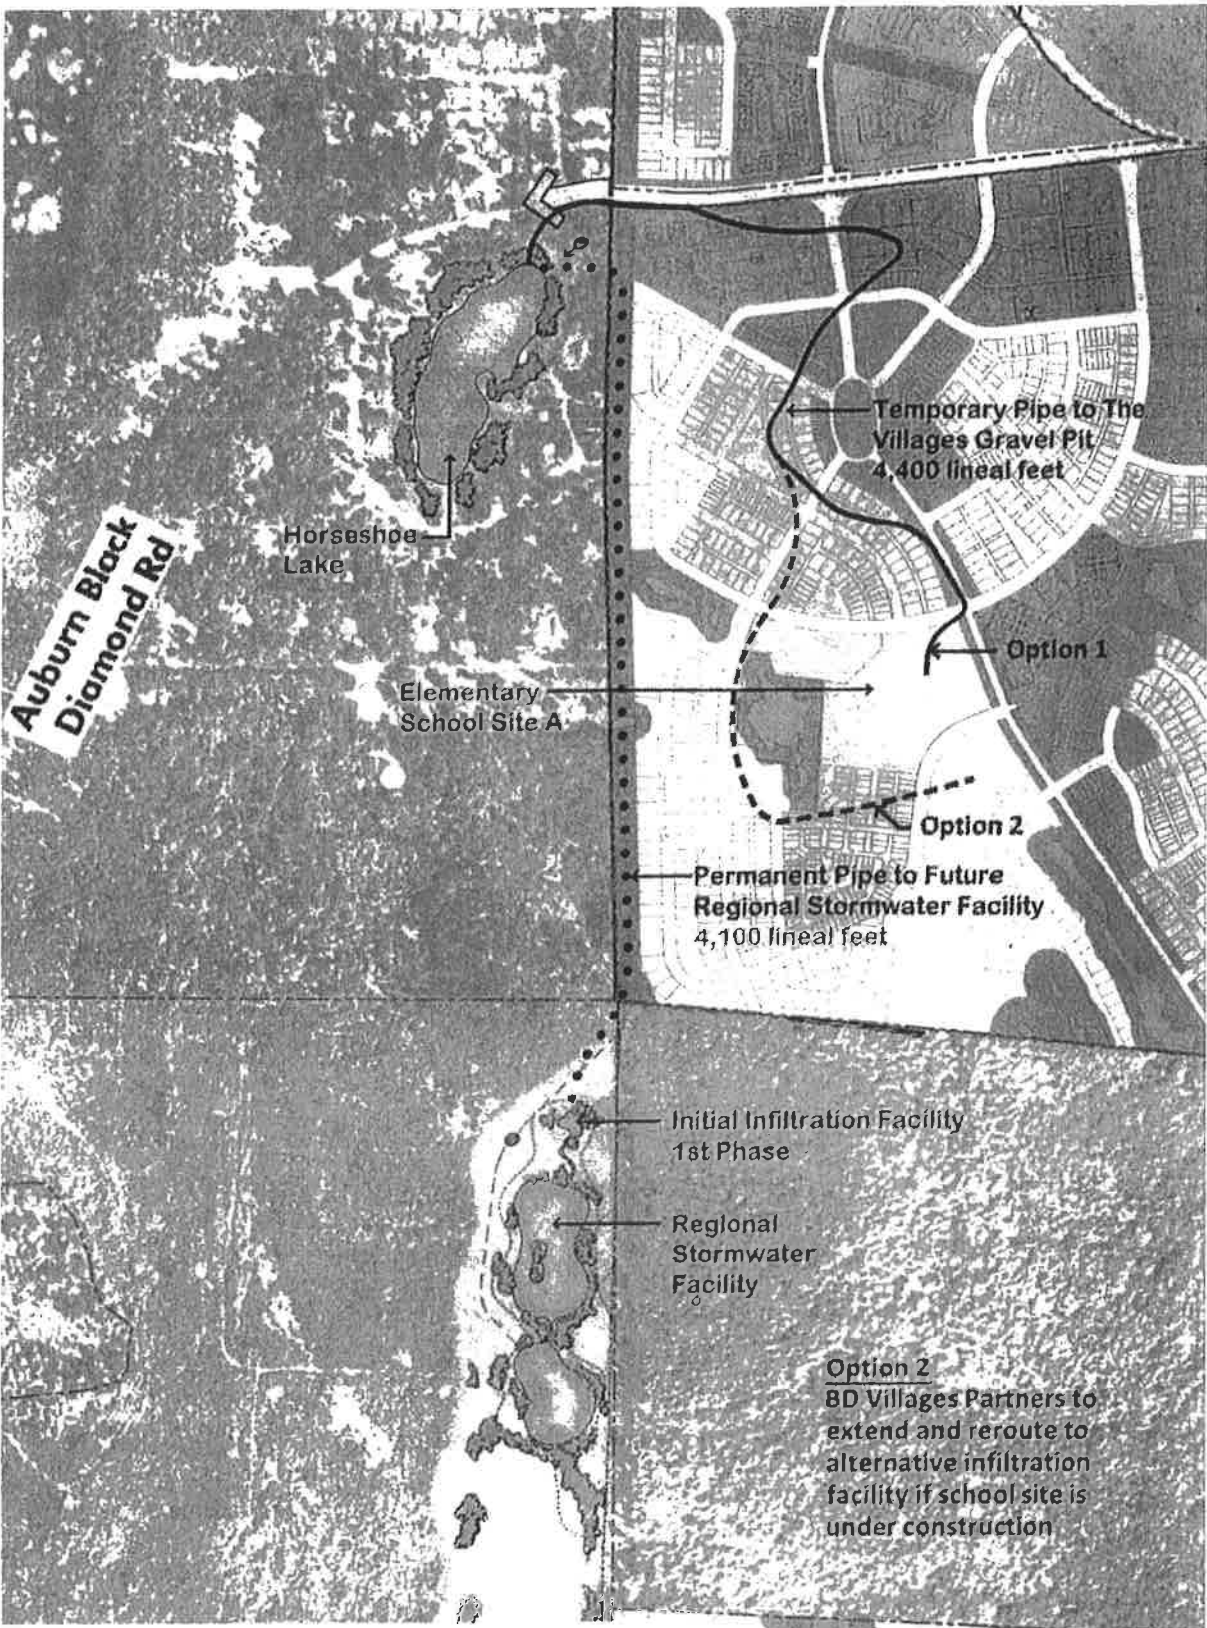 Temporary Pipe to The
Villages Gravel Pit
4,400 lineal feet
Horseshoe
Lake
Auburn Block
Diamond Rd
Option 1
Elementary
School Site A
Option 2
Permanent Pipe to Future
Regional Stormwater Facility
4,100 lineal feet
Initial Infiltration Facility
1st Phase
Regional
Stormwater
Facility
Option 2
BD Villages Partners to
extend and reroute to
alternative infiltration
facility if school site is
under construction